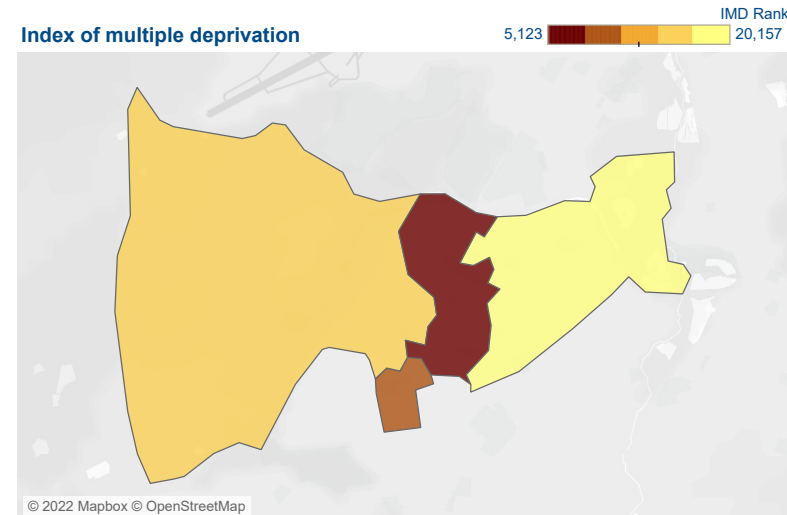 IMD Rank
Index of multiple deprivation
5,123 20,157
© 2022 Mapbox © OpenStreetMap